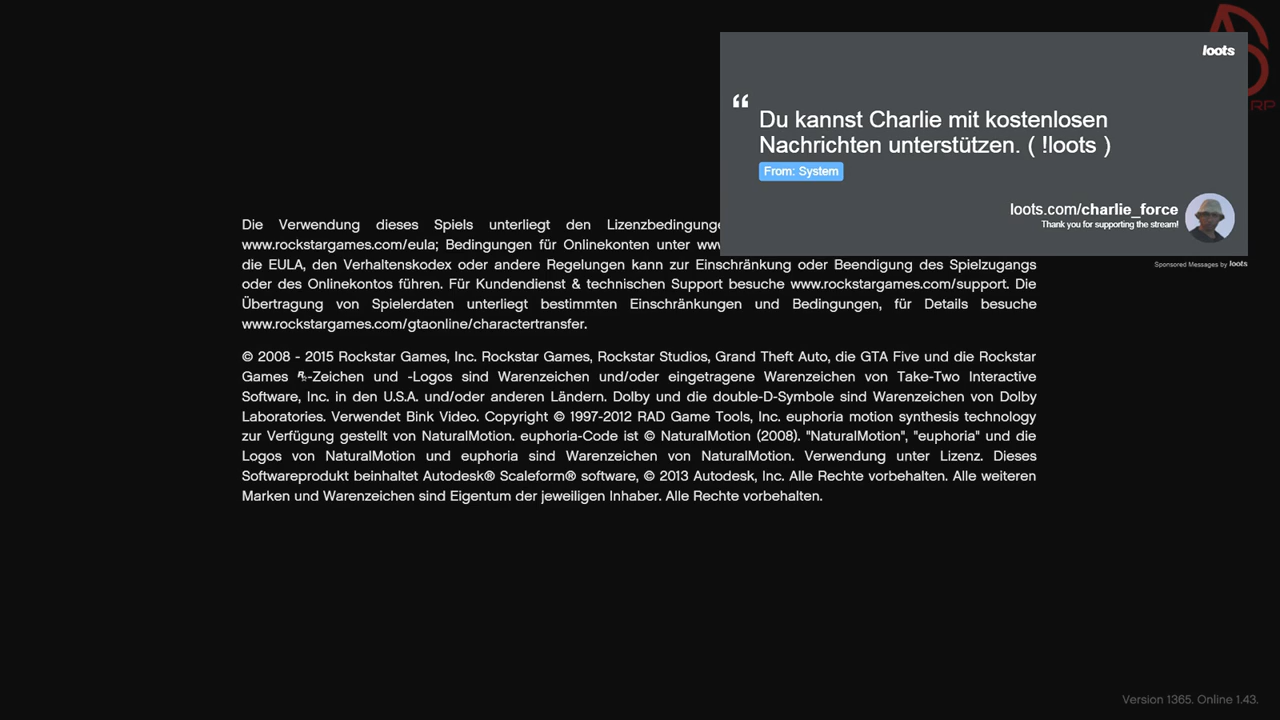 loots
RP
“
Du kannst Charlie mit kostenlosen
Nachrichten unterstützen. ( !loots )
From: System
loots.com/charlie_force
Thank you for supporting the stream!
Sponsored Messages by loots
Die Verwendung dieses Spiels unterliegt den
www.rockstargames.com/eula; Bedingungen für Onlinekonten unter
die EULA, den Verhaltenskodex oder andere Regelungen kann zur Einschränkung oder Beendigung des Spielzugangs
oder des Onlinekontos führen. Für Kundendienst & technischen Support besuche www.rockstargames.com/support. Die
Übertragung von Spielerdaten unterliegt bestimmten Einschränkungen und Bedingungen, für Details besuche
www.rockstargames.com/gtaonline/charactertransfer.
© 2008 - 2015 Rockstar Games, Inc. Rockstar Games, Rockstar Studios, Grand Theft Auto, die GTA Five und die Rockstar
Games R*-Zeichen und -Logos sind Warenzeichen und/oder eingetragene Warenzeichen von Take-Two Interactive
Software, Inc. in den U.S.A. und/oder anderen Ländern. Dolby und die double-D-Symbole sind Warenzeichen von Dolby
Laboratories. Verwendet Bink Video. Copyright © 1997-2012 RAD Game Tools, Inc. euphoria motion synthesis technology
zur Verfügung gestellt von NaturalMotion. euphoria-Code ist © NaturalMotion (2008). "NaturalMotion", "euphoria" und die
Logos von NaturalMotion und euphoria sind Warenzeichen von NaturalMotion. Verwendung unter Lizenz. Dieses
Softwareprodukt beinhaltet Autodesk® Scaleform® software, © 2013 Autodesk, Inc. Alle Rechte vorbehalten. Alle weiteren
Marken und Warenzeichen sind Eigentum der jeweiligen Inhaber. Alle Rechte vorbehalten.
Version 1365. Online 1.43.